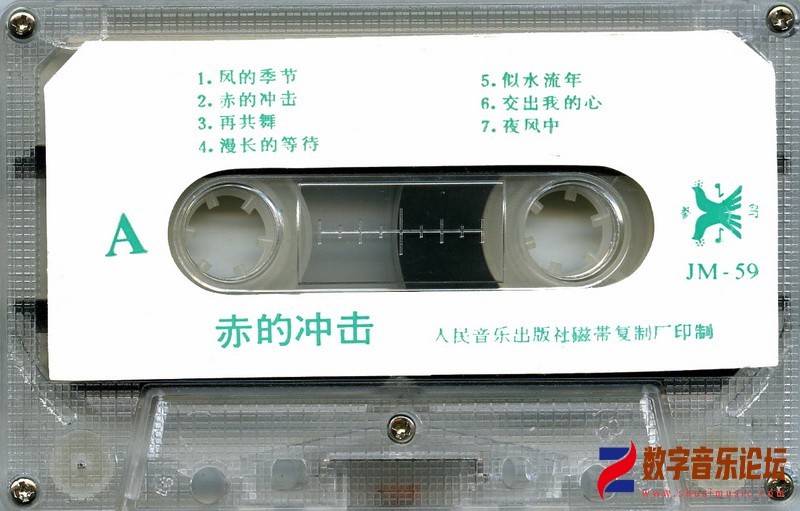 1.风的季节
2.赤的冲击
3.再共舞
4.漫长的等待
5.似水流年
6.交出我的心
7.夜风中
A
JM-59
赤的冲击
人民音乐出版社磁带复制厂印制
数字音乐论坛